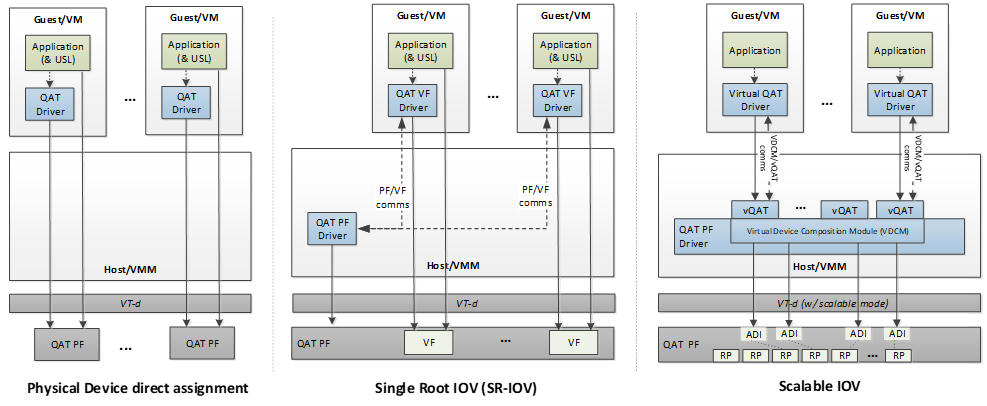 Guest/VM
Guest/VM
Application
(& USL)
Application
(& USL)
QAT
Driver
...
QAT
Driver
Host/VMM
VT-d
QAT PF
...
QAT PF
Physical Device direct assignment
Guest/VM
Guest/VM
Application
(& USL)
Application
(& USL)
QAT VF
Driver
...
QAT VF
Driver
PF/VF
comms
PF/VF
comms
QAT PF
Driver
Host/VMM
VT-d
QAT PF
VF
...
VF
Single Root IOV (SR-IOV)
Guest/VM
Guest/VM
Application
Application
Virtual QAT
Driver
...
Virtual QAT
Driver
VDCM/vQAT
comms
VDCM/vQAT
comms
vQAT
...
vQAT
vQAT
QAT PF
Driver
Virtual Device Composition Module (VDCM)
Host/VMM
VT-d (w/ scalable mode)
ADI
ADI
ADI
ADI
QAT PF
RP
RP
RP
RP
RP
...
RP
Scalable IOV